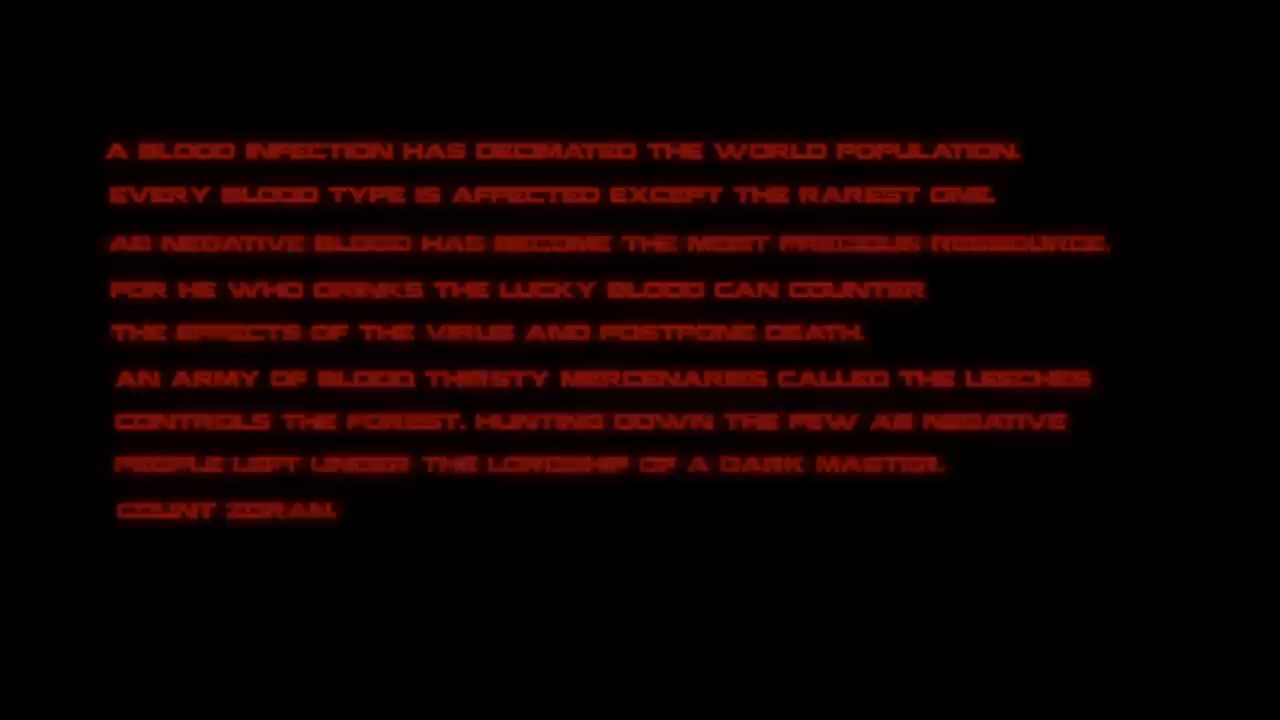 A BLOOD INFECTION HAS DECIMATED THE WORLD POPULATION.
EVERY BLOOD TYPE IS AFFECTED EXCEPT THE RAREST ONE.
AB NEGATIVE BLOOD HAS BECOME THE MOST PRECIOUS RESSOURCE.
FOR HE WHO DRINKS THE LUCKY BLOOD CAN COUNTER
THE EFFECTS OF THE VIRUS AND POSTPONE DEATH.
AN ARMY OF BLOOD THIRSTY MERCENARIES CALLED THE LEECHES
CONTROLS THE FOREST. HUNTING DOWN THE FEW AB NEGATIVE
PEOPLE LEFT UNDER THE LORDSHIP OF A DARK MASTER.
COUNT ZORAN.